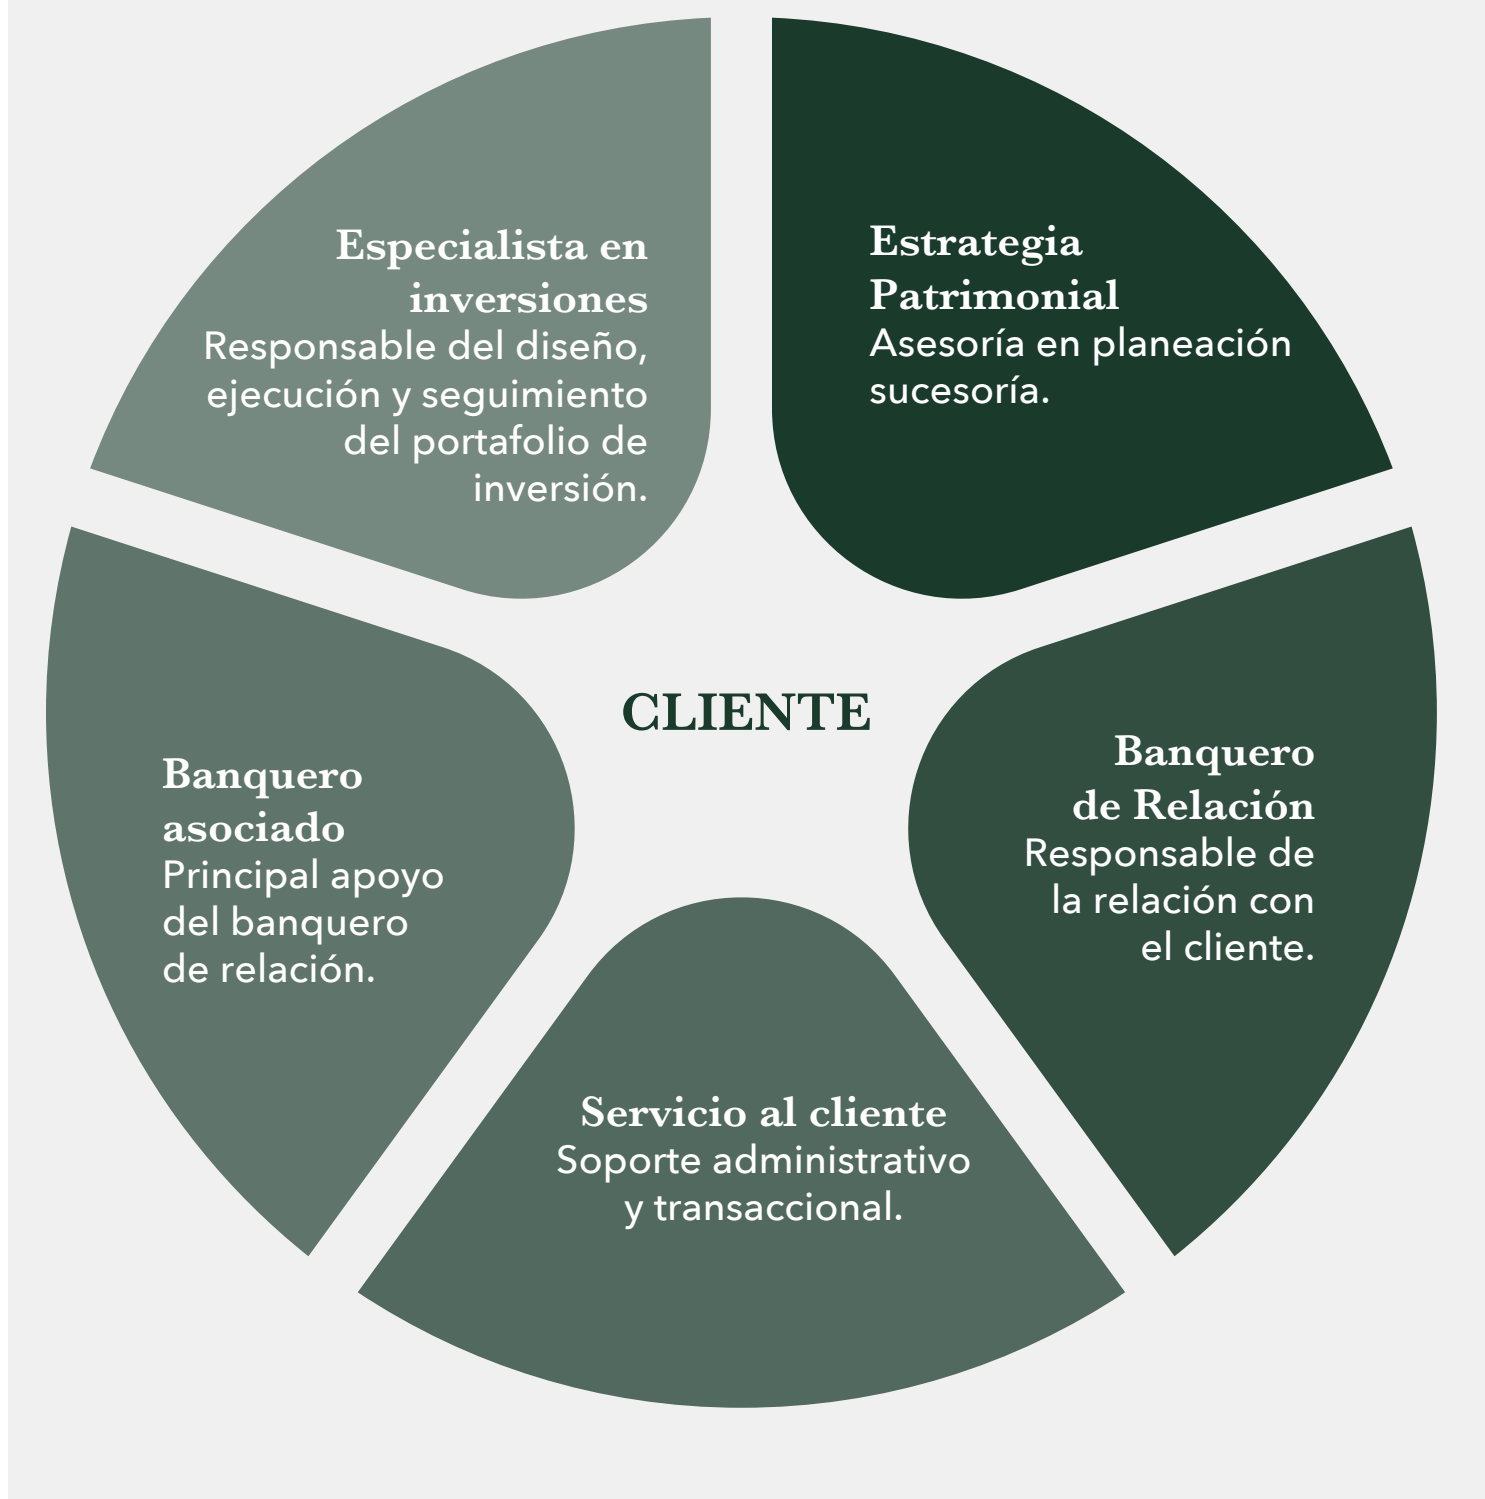 Especialista en
inversiones
Responsable del diseño,
ejecución y seguimiento
del portafolio de
inversión.
Estrategia
Patrimonial
Asesoría en planeación
sucesoría.
CLIENTE
Banquero
asociado
Principal apoyo
del banquero
de relación.
Banquero
de Relación
Responsable de
la relación con
el cliente.
Servicio al cliente
Soporte administrativo
y transaccional.